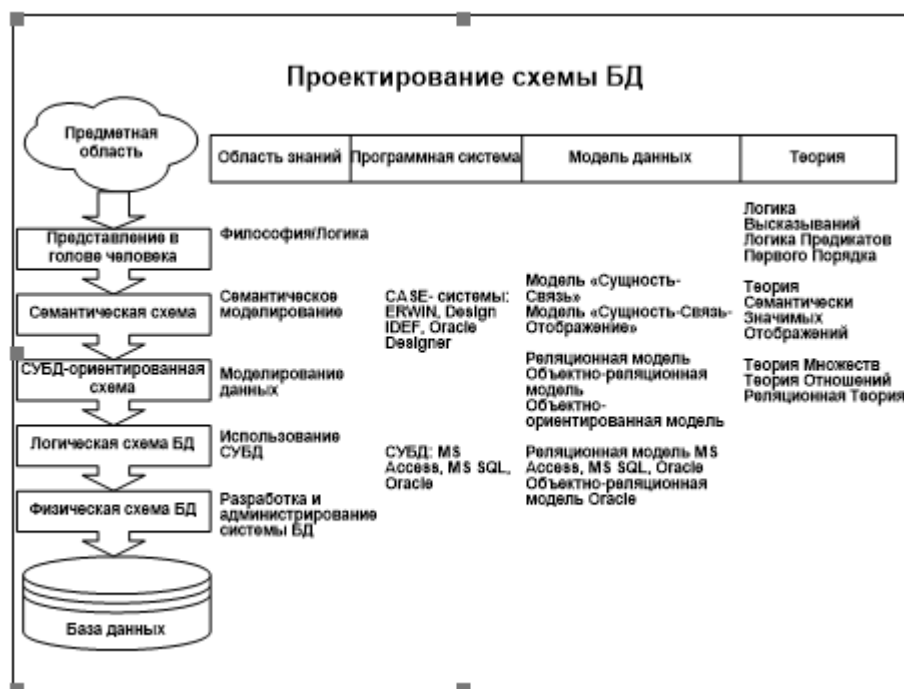 Проектирование схемы БД
Предметная
область
Область знаний
Программная система
Модель данных
Теория
Представление в
голове человека
Философия/Логика
Логика
Высказываний
Логика Предикатов
Первого Порядка
Семантическая схема
Семантическое
моделирование
CASE- системы:
ERWIN, Design
IDEF, Oracle
Designer
Модель «Сущность-
Связь»
Модель «Сущность-Связь-
Отображение»
Теория
Семантически
Значимых
Отображений
СУБД-ориентированная
схема
Моделирование
данных
Реляционная модель
Объектно-реляционная
модель
Объектно-
ориентированная модель
Теория Множеств
Теория Отношений
Реляционная Теория
Логическая схема БД
Использование
СУБД
СУБД: MS
Access, MS SQL,
Oracle
Реляционная модель MS
Access, MS SQL, Oracle
Объектно-реляционная
модель Oracle
Физическая схема БД
Разработка и
администрирование
системы БД
База данных